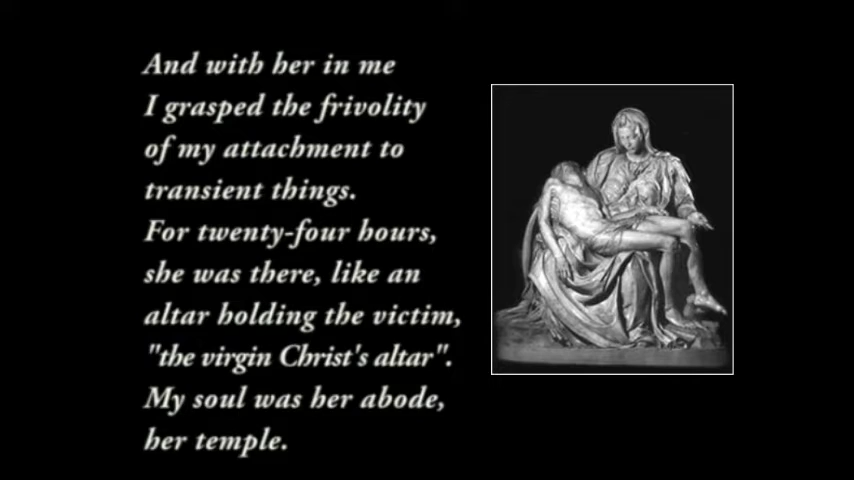 And with her in me
I grasped the frivolity
of my attachment to
transient things.
For twenty-four hours,
she was there, like an
altar holding the victim,
"the virgin Christ's altar".
My soul was her abode,
her temple.